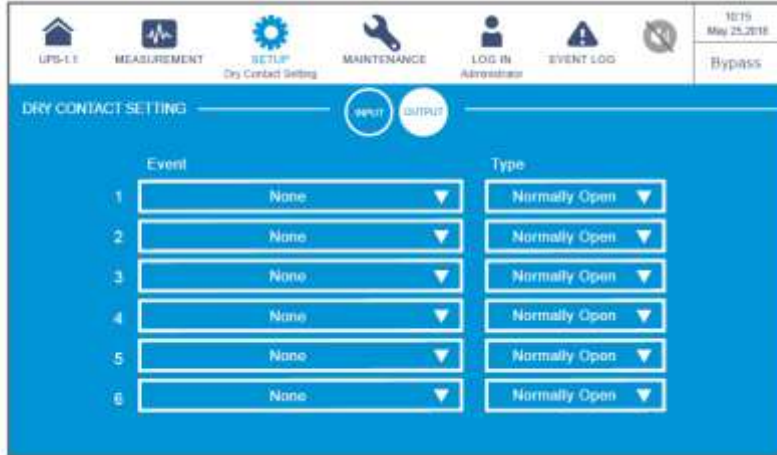 10:15
May 25,2018
UPS-1.1 MEASUREMENT SETUP MAINTENANCE LOG IN EVENT LOG
Dry Contact Setting Administrator
Bypass
DRY CONTACT SETTING INPUT OUTPUT
Event Type
1 None Normally Open
2 None Normally Open
3 None Normally Open
4 None Normally Open
5 None Normally Open
6 None Normally Open